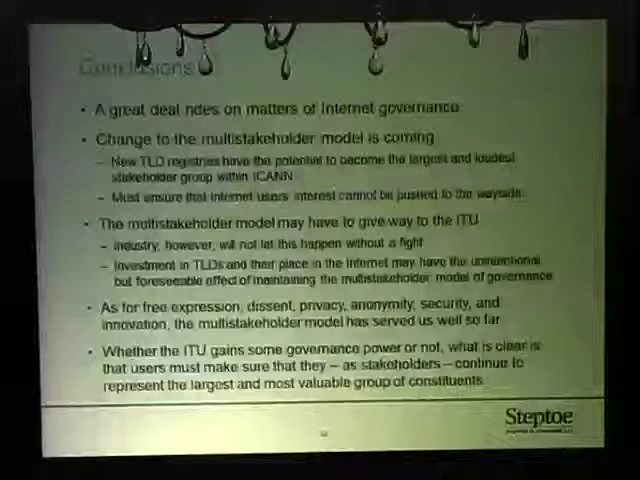 Conclusions
• A great deal rides on matters of Internet governance
• Change to the multistakeholder model is coming
– New TLD registries have the potential to become the largest and loudest
stakeholder group within ICANN
– Must ensure that Internet users interest cannot be pushed to the wayside
• The multistakeholder model may have to give way to the ITU
– Industry, however, will not let this happen without a fight
– Investment in TLDs and their place in the Internet may have the unintentional
but foreseeable effect of maintaining the multistakeholder model of governance
• As for free expression, dissent, privacy, anonymity, security, and
innovation, the multistakeholder model has served us well so far
• Whether the ITU gains some governance power or not, what is clear is
that users must make sure that they – as stakeholders – continue to
represent the largest and most valuable group of constituents
Steptoe